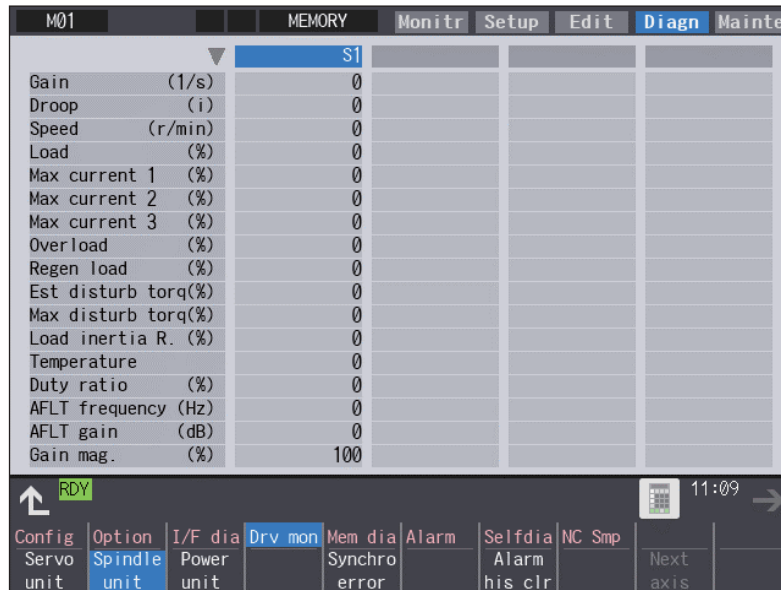 M01 MEMORY Monitr Setup Edit Diagn Mainte
S1
Gain (1/s) 0
Droop (i) 0
Speed (r/min) 0
Load (%) 0
Max current 1 (%) 0
Max current 2 (%) 0
Max current 3 (%) 0
Overload (%) 0
Regen load (%) 0
Est disturb torq(%) 0
Max disturb torq(%) 0
Load inertia R. (%) 0
Temperature 0
Duty ratio (%) 0
AFLT frequency (Hz) 0
AFLT gain (dB) 0
Gain mag. (%) 100
RDY 11:09
Config Option I/F dia Drv mon Mem dia Alarm Selfdia NC Smp
Servo Spindle Power Synchro Alarm Next
unit unit unit error his clr axis